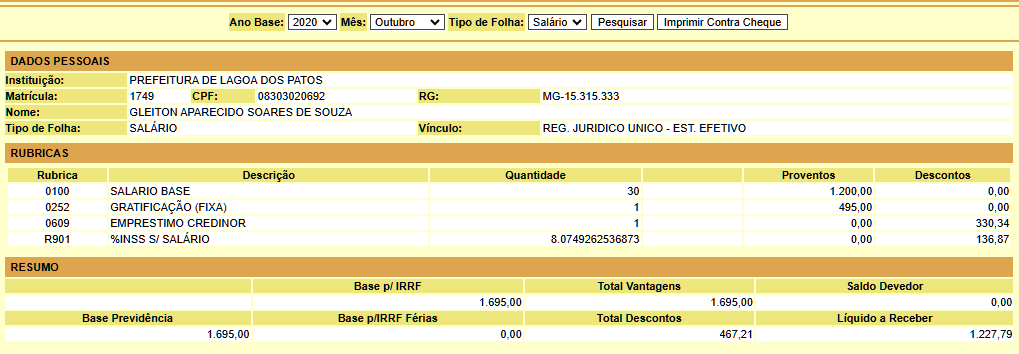 Ano Base: 2020 Mês: Outubro Tipo de Folha: Salário Pesquisar Imprimir Contra Cheque
DADOS PESSOAIS
Instituição: PREFEITURA DE LAGOA DOS PATOS
Matrícula: 1749 CPF: 08303020692 RG: MG-15.315.333
Nome: GLEITON APARECIDO SOARES DE SOUZA
Tipo de Folha: SALÁRIO Vínculo: REG. JURIDICO UNICO - EST. EFETIVO
RUBRICAS
Rubrica Descrição Quantidade Proventos Descontos
0100 SALARIO BASE 30 1.200,00 0,00
0252 GRATIFICAÇÃO (FIXA) 1 495,00 0,00
0609 EMPRESTIMO CREDINOR 1 0,00 330,34
R901 %INSS S/ SALÁRIO 8.0749262536873 0,00 136,87
RESUMO
Base p/ IRRF Total Vantagens Saldo Devedor
1.695,00 1.695,00 0,00
Base Previdência Base p/IRRF Férias Total Descontos Líquido a Receber
1.695,00 0,00 467,21 1.227,79